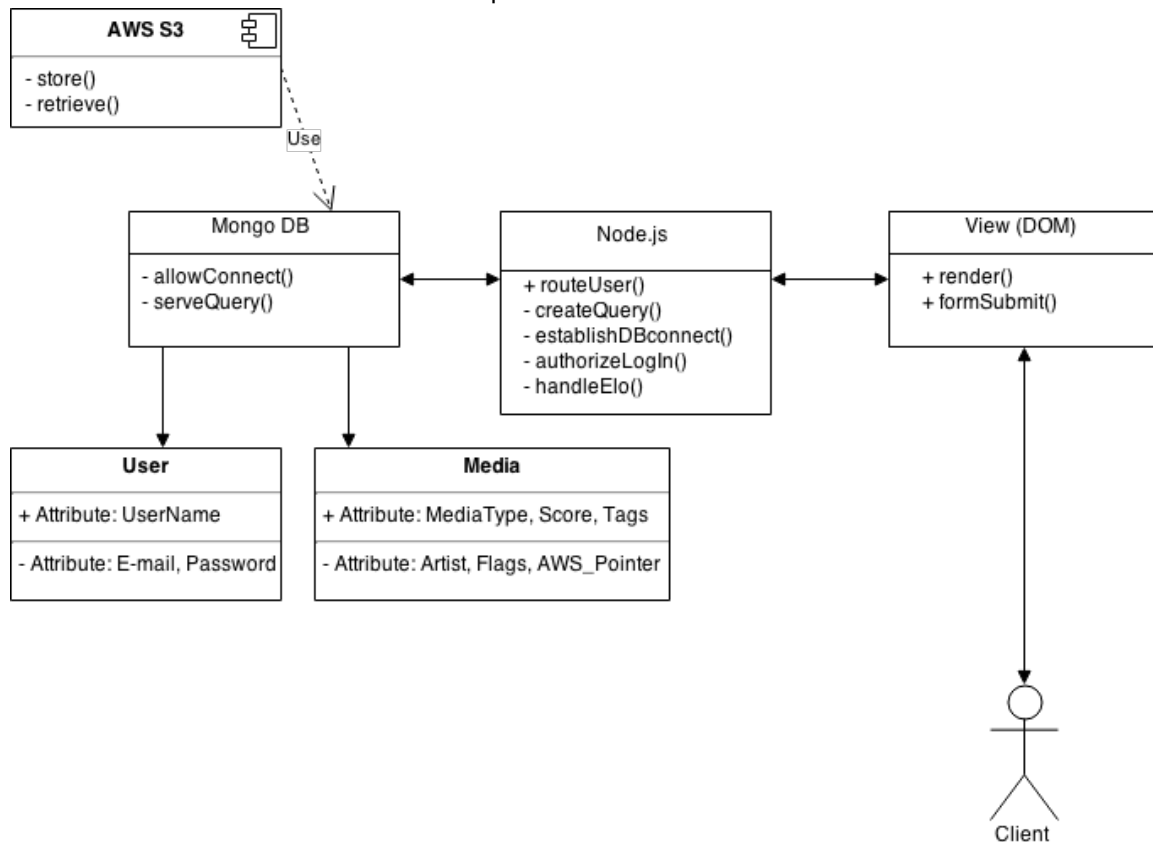 AWS S3
- store()
- retrieve()
Use
Mongo DB
- allowConnect()
- serveQuery()
Node.js
+ routeUser()
- createQuery()
- establishDBconnect()
- authorizeLogIn()
- handleElo()
View (DOM)
+ render()
+ formSubmit()
User
+ Attribute: UserName
- Attribute: E-mail, Password
Media
+ Attribute: MediaType, Score, Tags
- Attribute: Artist, Flags, AWS_Pointer
Client